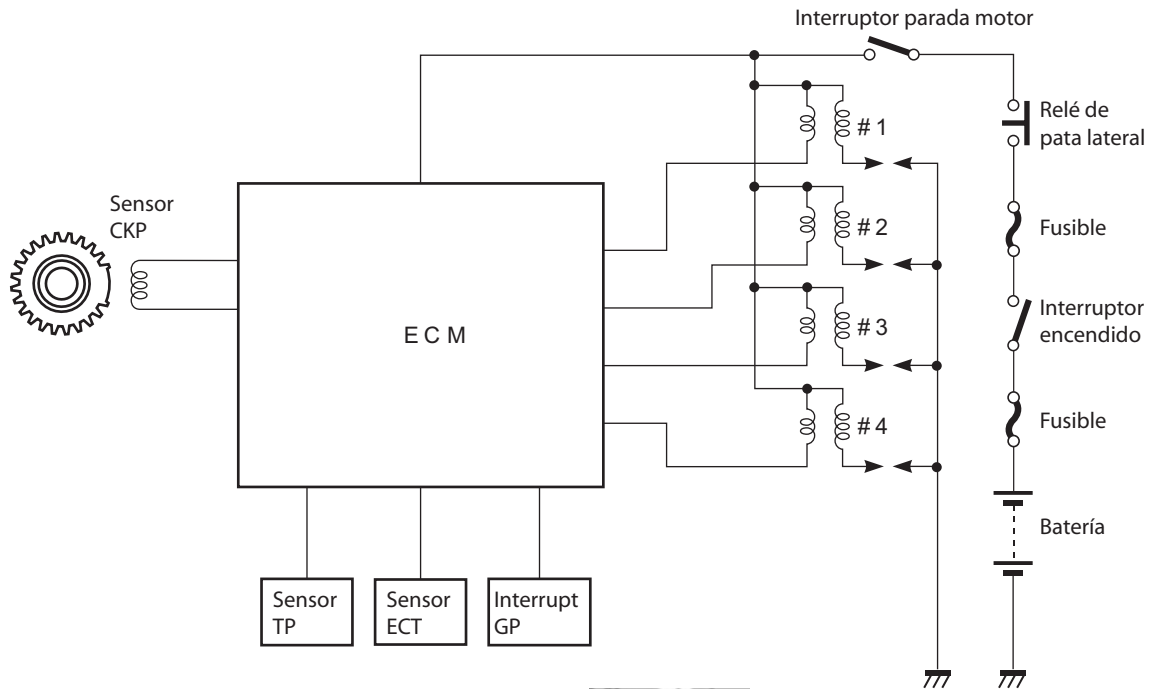 Interruptor parada motor
# 1
Relé de
pata lateral
Sensor
CKP
# 2
Fusible
E C M
# 3
Interruptor
encendido
# 4
Fusible
Batería
Sensor
TP
Sensor
ECT
Interrupt
GP